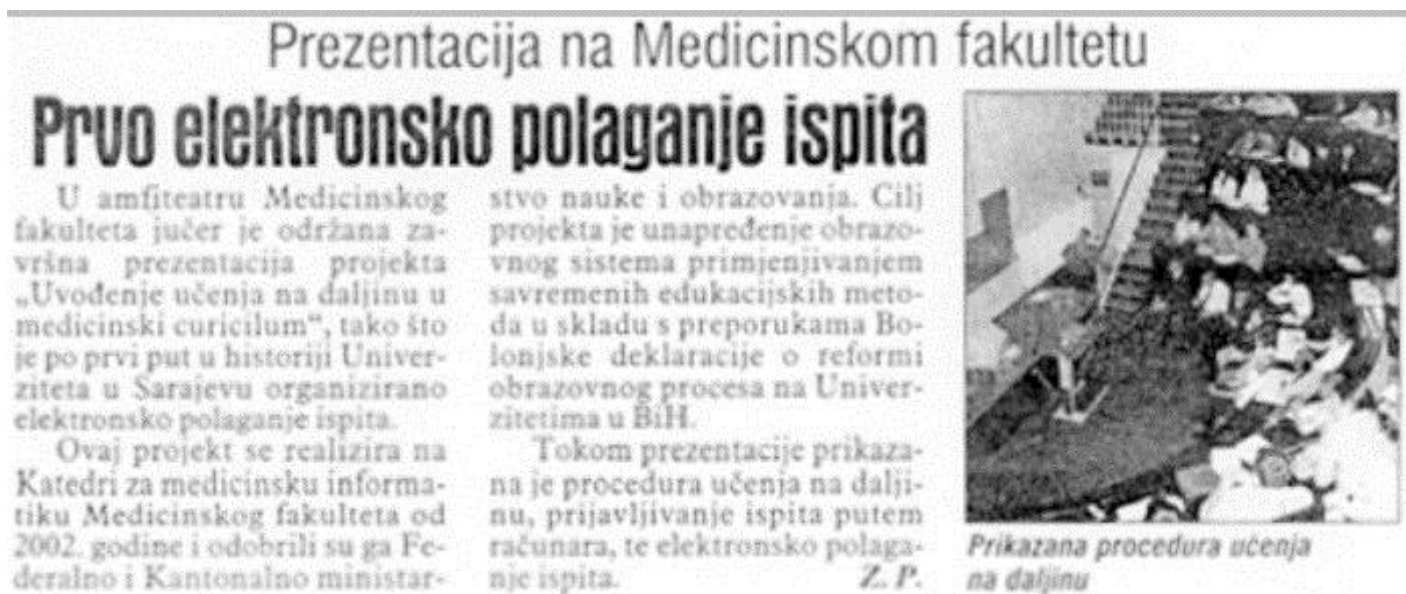 Prezentacija na Medicinskom fakultetu
Prvo elektronsko polaganje ispita
U amfiteatru Medicinskog
fakulteta jučer je održana za-
vršna prezentacija projekta
„Uvođenje učenja na daljinu u
medicinski curicilum“, tako što
je po prvi put u historiji Univer-
ziteta u Sarajevu organizirano
elektronsko polaganje ispita.
Ovaj projekt se realizira na
Katedri za medicinsku informa-
tiku Medicinskog fakulteta od
2002. godine i odobrili su ga Fe-
deralno i Kantonalno ministar-
stvo nauke i obrazovanja. Cilj
projekta je unapređenje obrazo-
vnog sistema primjenjivanjem
savremenih edukacijskih meto-
da u skladu s preporukama Bo-
lonjske deklaracije o reformi
obrazovnog procesa na Univer-
zitetima u BiH.
Tokom prezentacije prikaza-
na je procedura učenja na dalji-
nu, prijavljivanje ispita putem
računara, te elektronsko polaga-
nje ispita. Z. P.
Prikazana procedura učenja
na daljinu